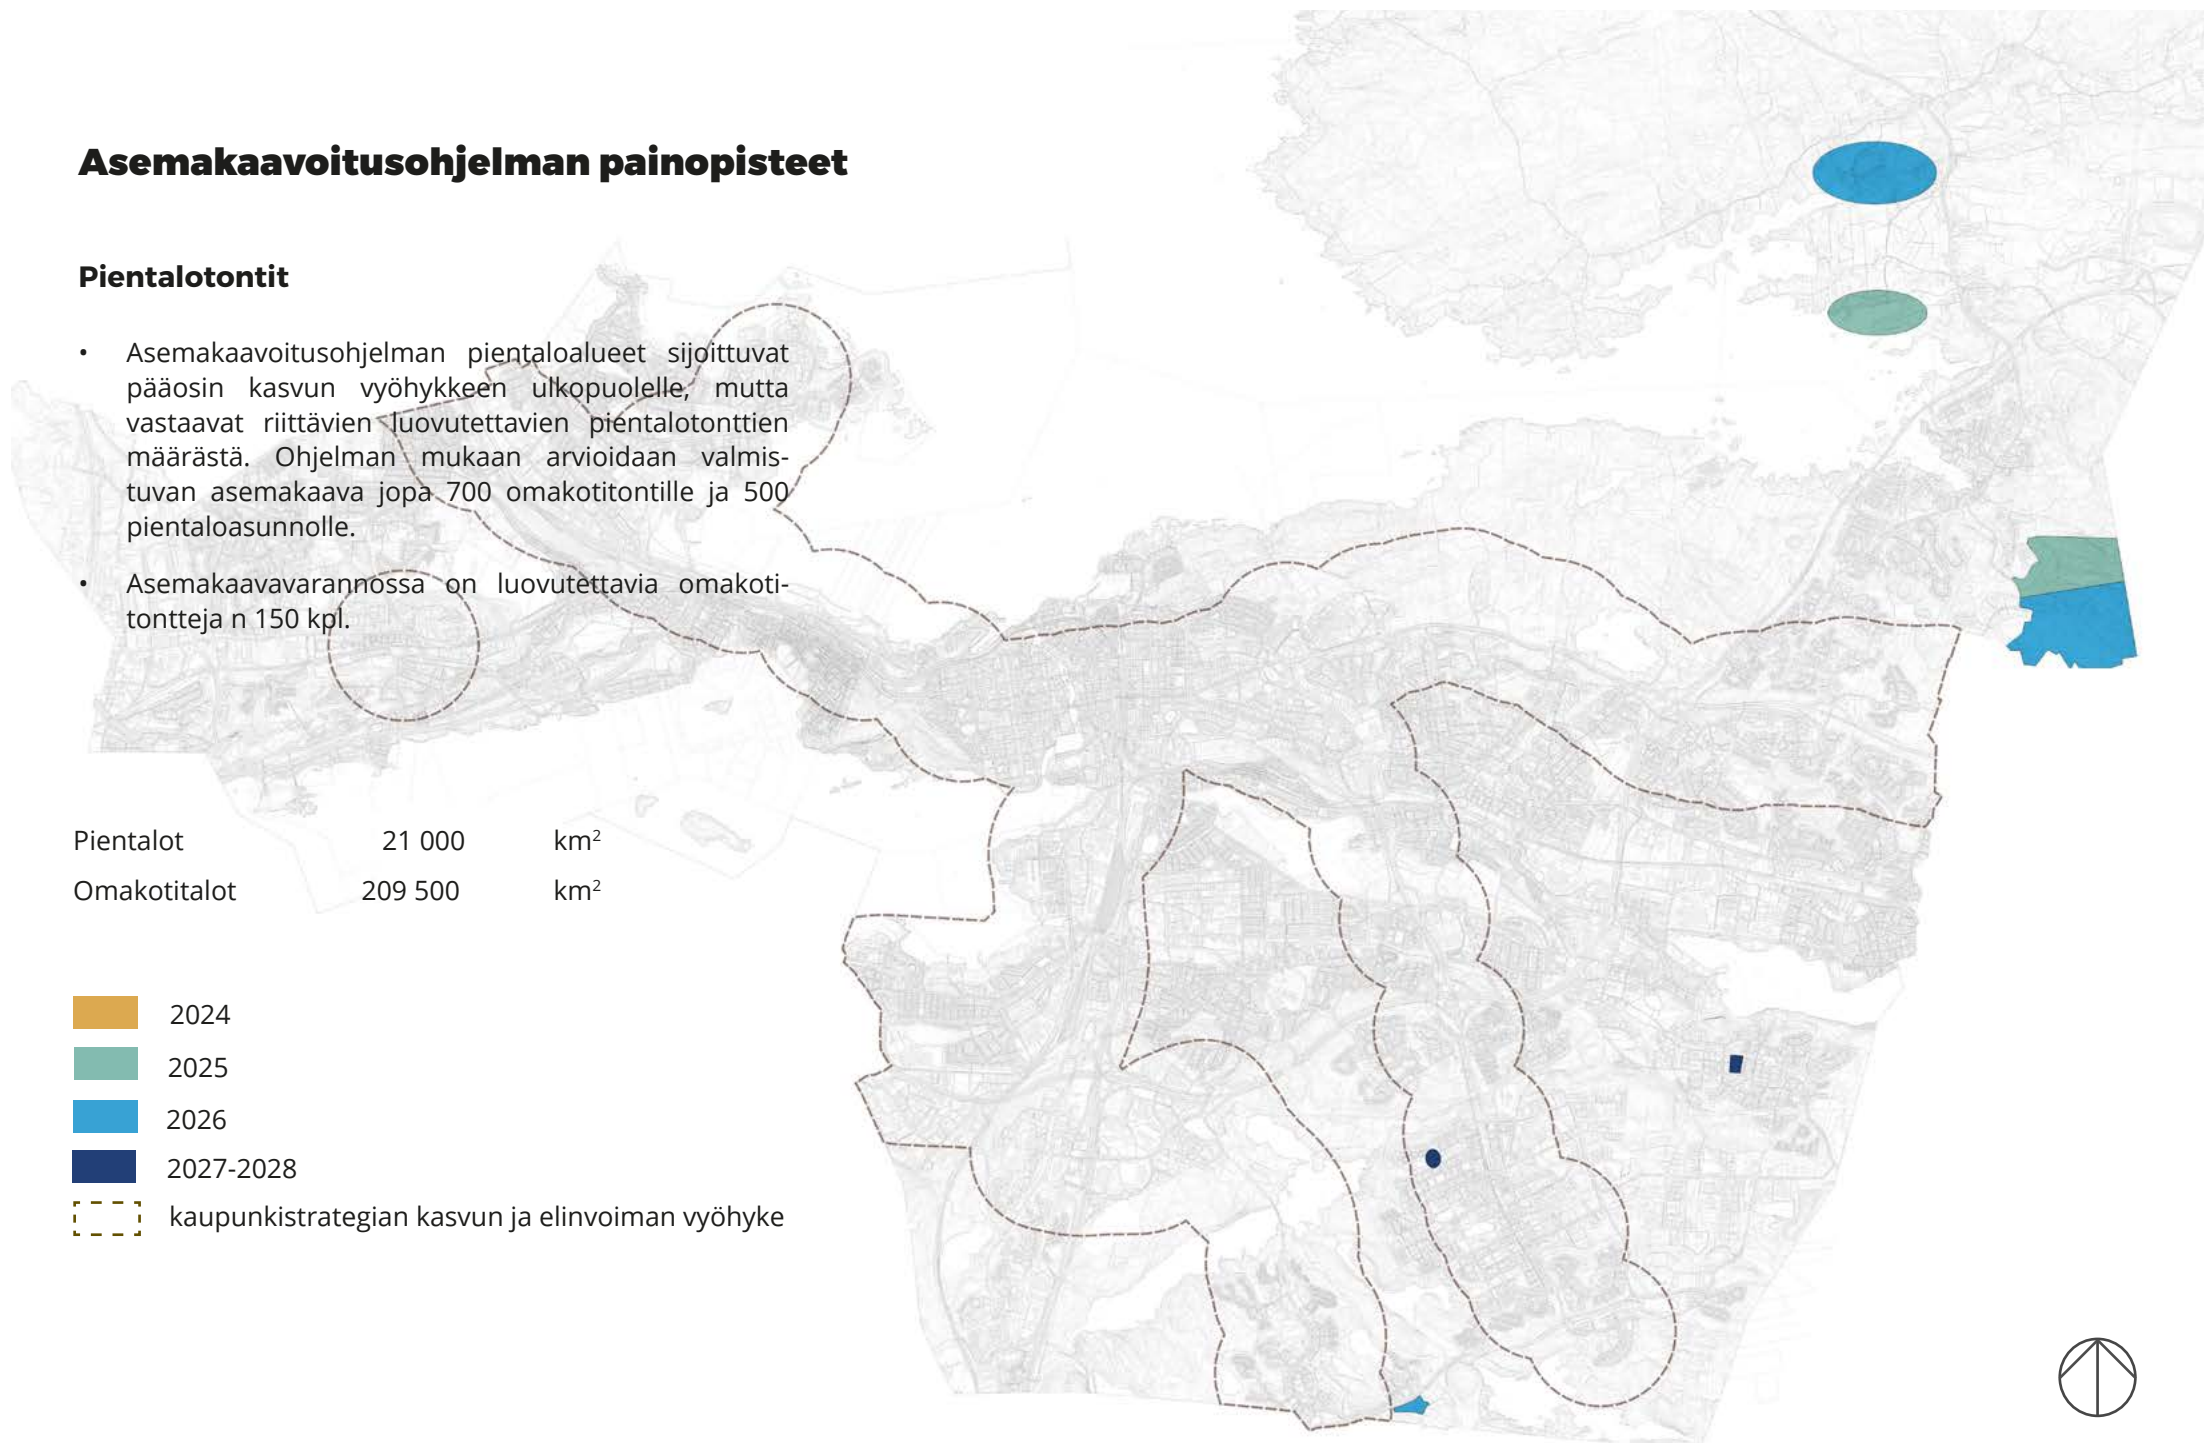 Asemakaavoitusohjelman painopisteet
Pientalotontit
• Asemakaavoitusohjelman pientaloalueet sijoittuvat
pääosin kasvun vyöhykkeen ulkopuolelle, mutta
vastaavat riittävien luovutettavien pientalotonttien
määrästä. Ohjelman mukaan arvioidaan valmis-
tuvan asemakaava jopa 700 omakotitontille ja 500
pientaloasunnolle.
• Asemakaavavarannossa on luovutettavia omakoti-
tontteja n 150 kpl.
Pientalot 21 000 km²
Omakotitalot 209 500 km²
2024
2025
2026
2027-2028
kaupunkistrategian kasvun ja elinvoiman vyöhyke